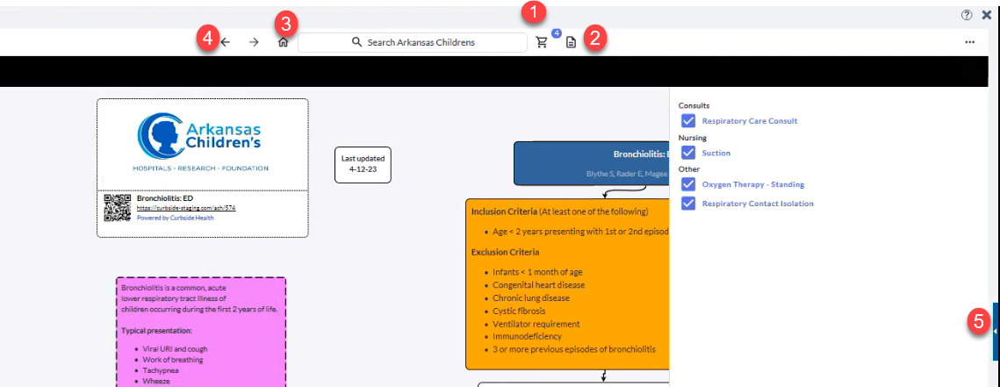 1
3
4
Search Arkansas Childrens
4
2
Arkansas
Children's
HOSPITALS • RESEARCH • FOUNDATION
Bronchiolitis: ED
https://curbside-staging.com/ach/574
Powered by Curbside Health
Last updated
4-12-23
Bronchiolitis: E
Blythe S, Rader E, Magee
Inclusion Criteria (At least one of the following)
• Age < 2 years presenting with 1st or 2nd episod
Exclusion Criteria
• Infants < 1 month of age
• Congenital heart disease
• Chronic lung disease
• Cystic fibrosis
• Ventilator requirement
• Immunodeficiency
• 3 or more previous episodes of bronchiolitis
Bronchiolitis is a common, acute
lower respiratory tract illness of
children occurring during the first 2 years of life.
Typical presentation:
• Viral URI and cough
• Work of breathing
• Tachypnea
• Wheeze
Consults
Respiratory Care Consult
Nursing
Suction
Other
Oxygen Therapy - Standing
Respiratory Contact Isolation
5